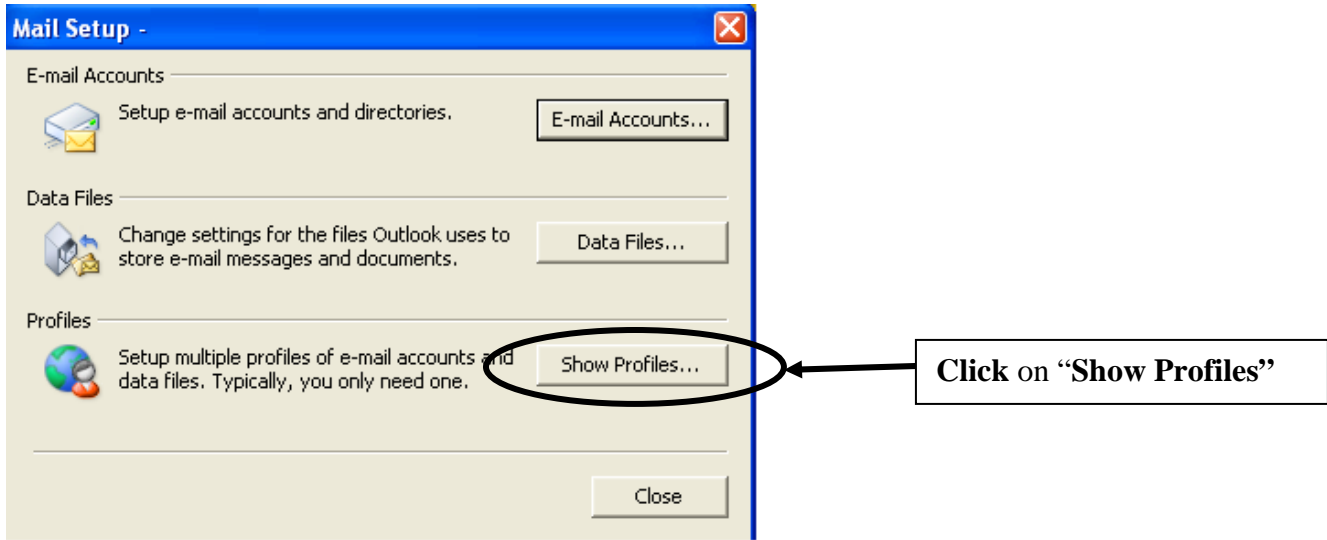 Mail Setup -
E-mail Accounts
Setup e-mail accounts and directories.
E-mail Accounts...
Data Files
Change settings for the files Outlook uses to
store e-mail messages and documents.
Data Files...
Profiles
Setup multiple profiles of e-mail accounts and
data files. Typically, you only need one.
Show Profiles...
Click on “Show Profiles”
Close